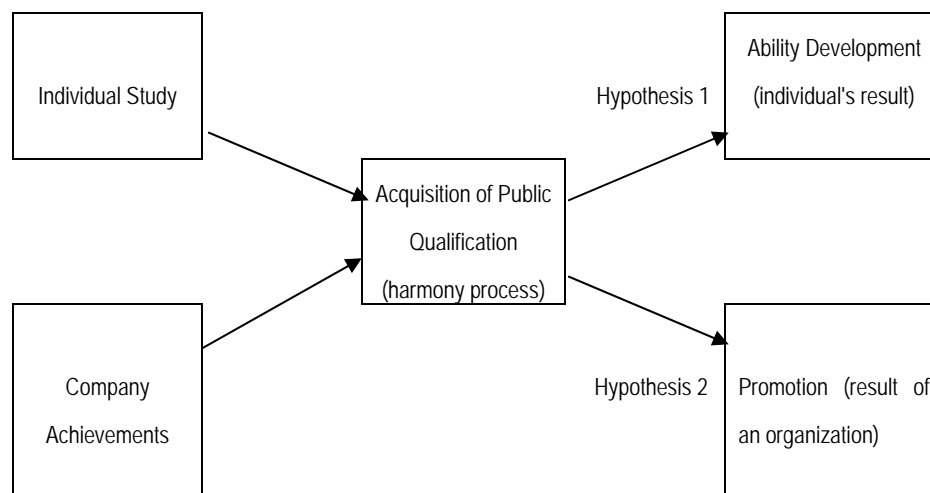 Individual Study
Company
Achievements
Acquisition of Public
Qualification
(harmony process)
Hypothesis 1
Ability Development
(individual's result)
Hypothesis 2
Promotion (result of
an organization)